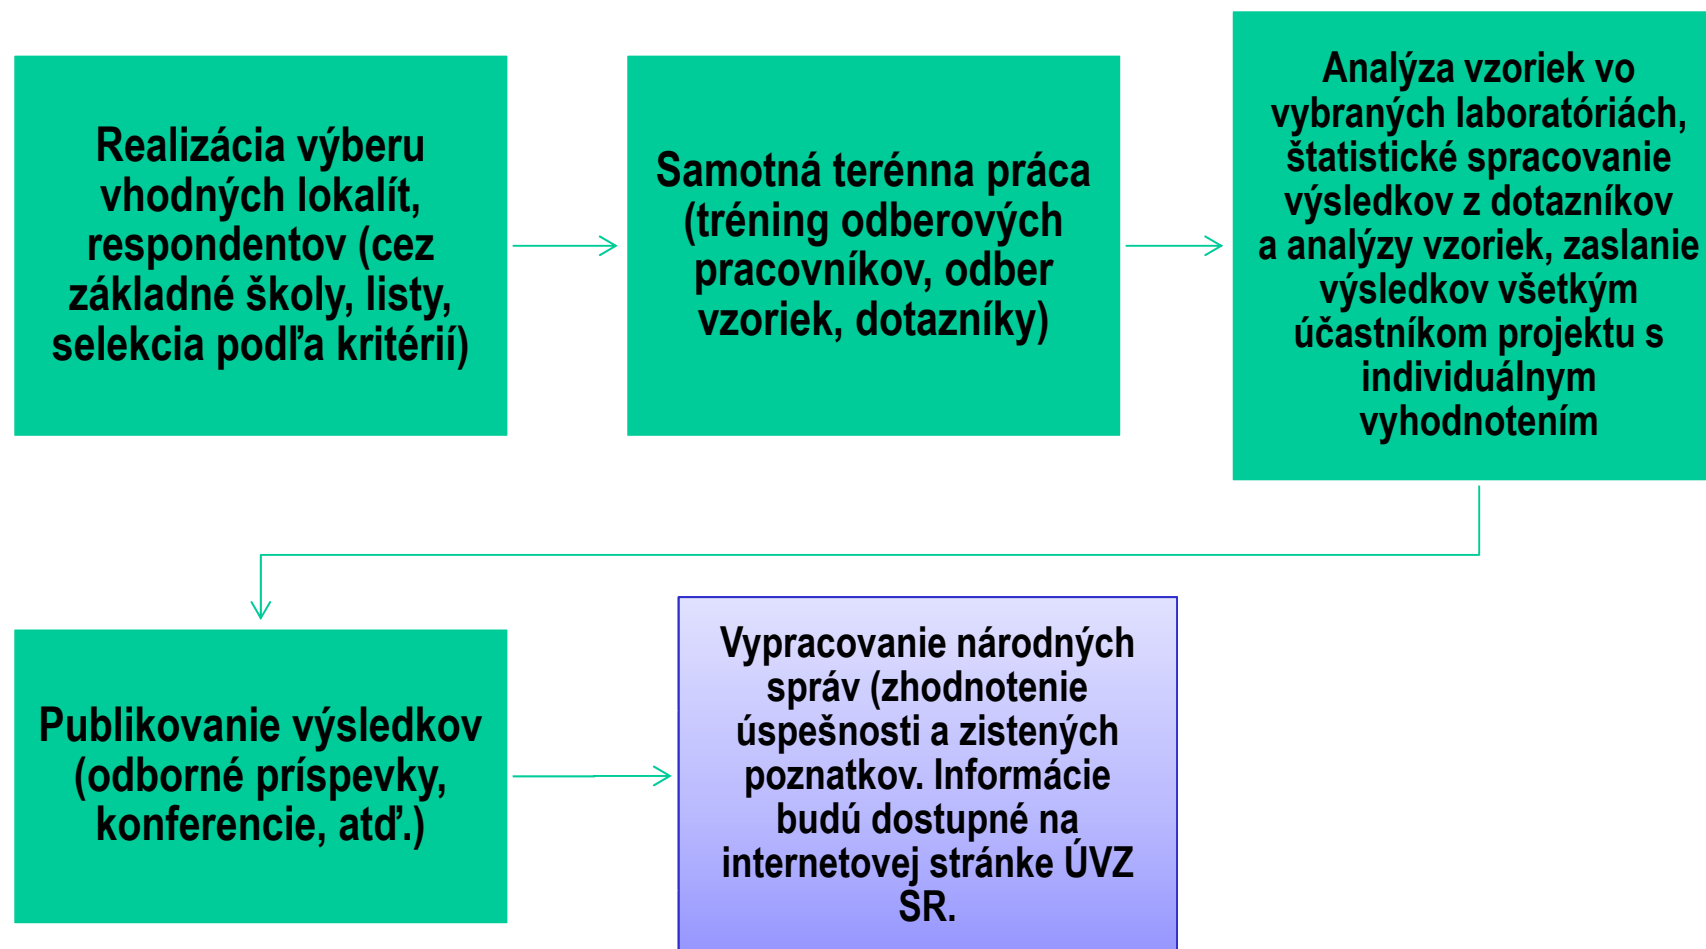 Realizácia výberu
vhodných lokalít,
respondentov (cez
základné školy, listy,
selekcia podľa kritérií)
Samotná terénna práca
(tréning odberových
pracovníkov, odber
vzoriek, dotazníky)
Analýza vzoriek vo
vybraných laboratóriách,
štatistické spracovanie
výsledkov z dotazníkov
a analýzy vzoriek, zaslanie
výsledkov všetkým
účastníkom projektu s
individuálnym
vyhodnotením
Publikovanie výsledkov
(odborné príspevky,
konferencie, atď.)
Vypracovanie národných
správ (zhodnotenie
úspešnosti a zistených
poznatkov. Informácie
budú dostupné na
internetovej stránke ÚVZ
SR.